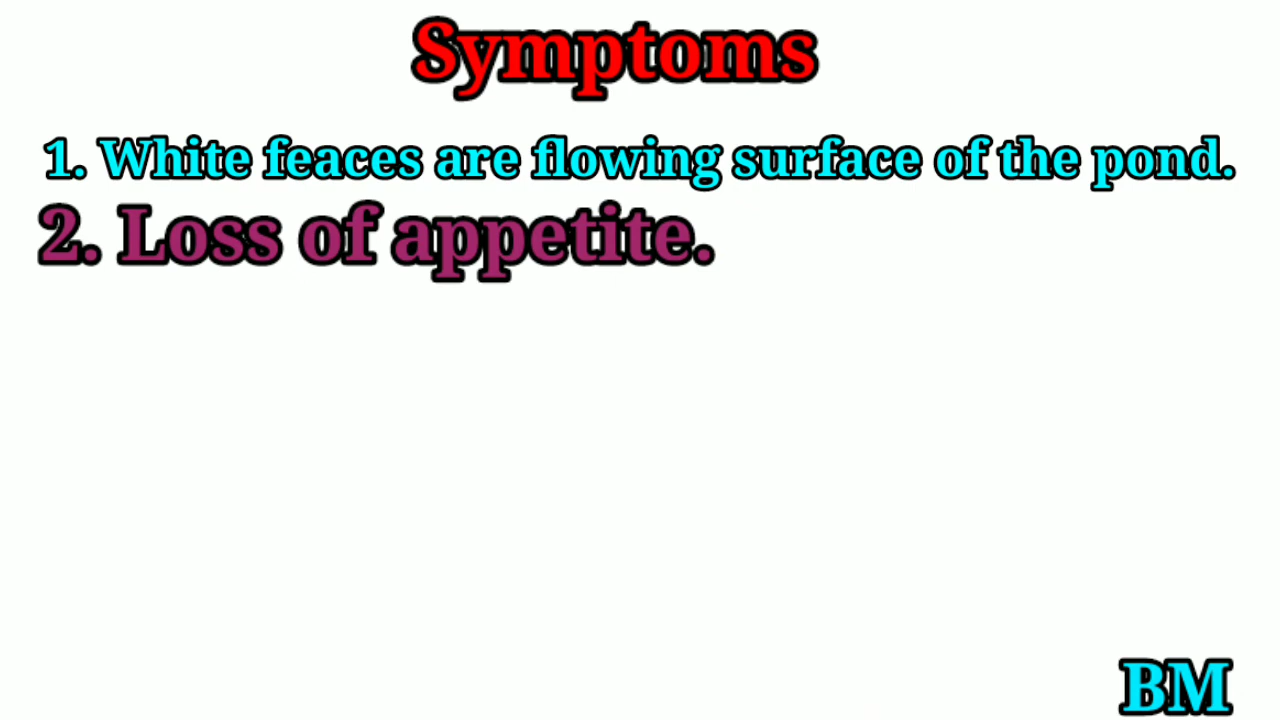 Symptoms
1. White feaces are flowing surface of the pond.
2. Loss of appetite.
BM